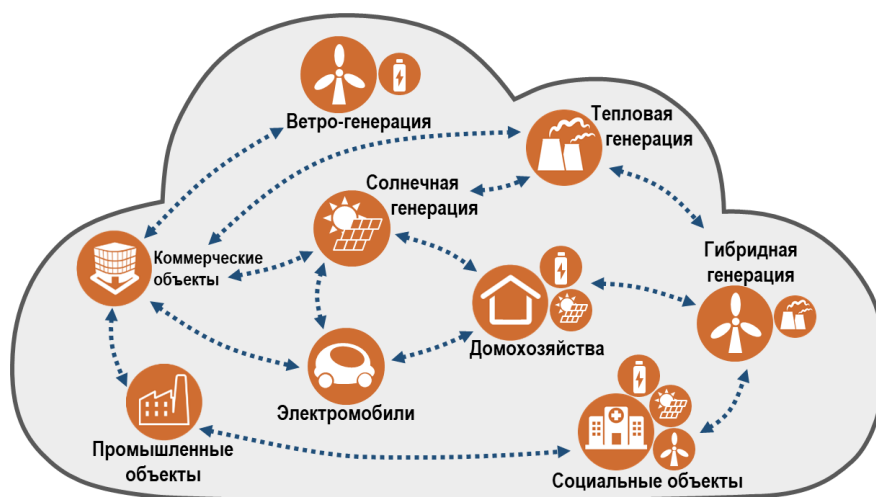 Ветро-генерация
Тепловая
генерация
Солнечная
генерация
Коммерческие
объекты
Гибридная
генерация
Домохозяйства
Электромобили
Промышленные
объекты
Социальные объекты